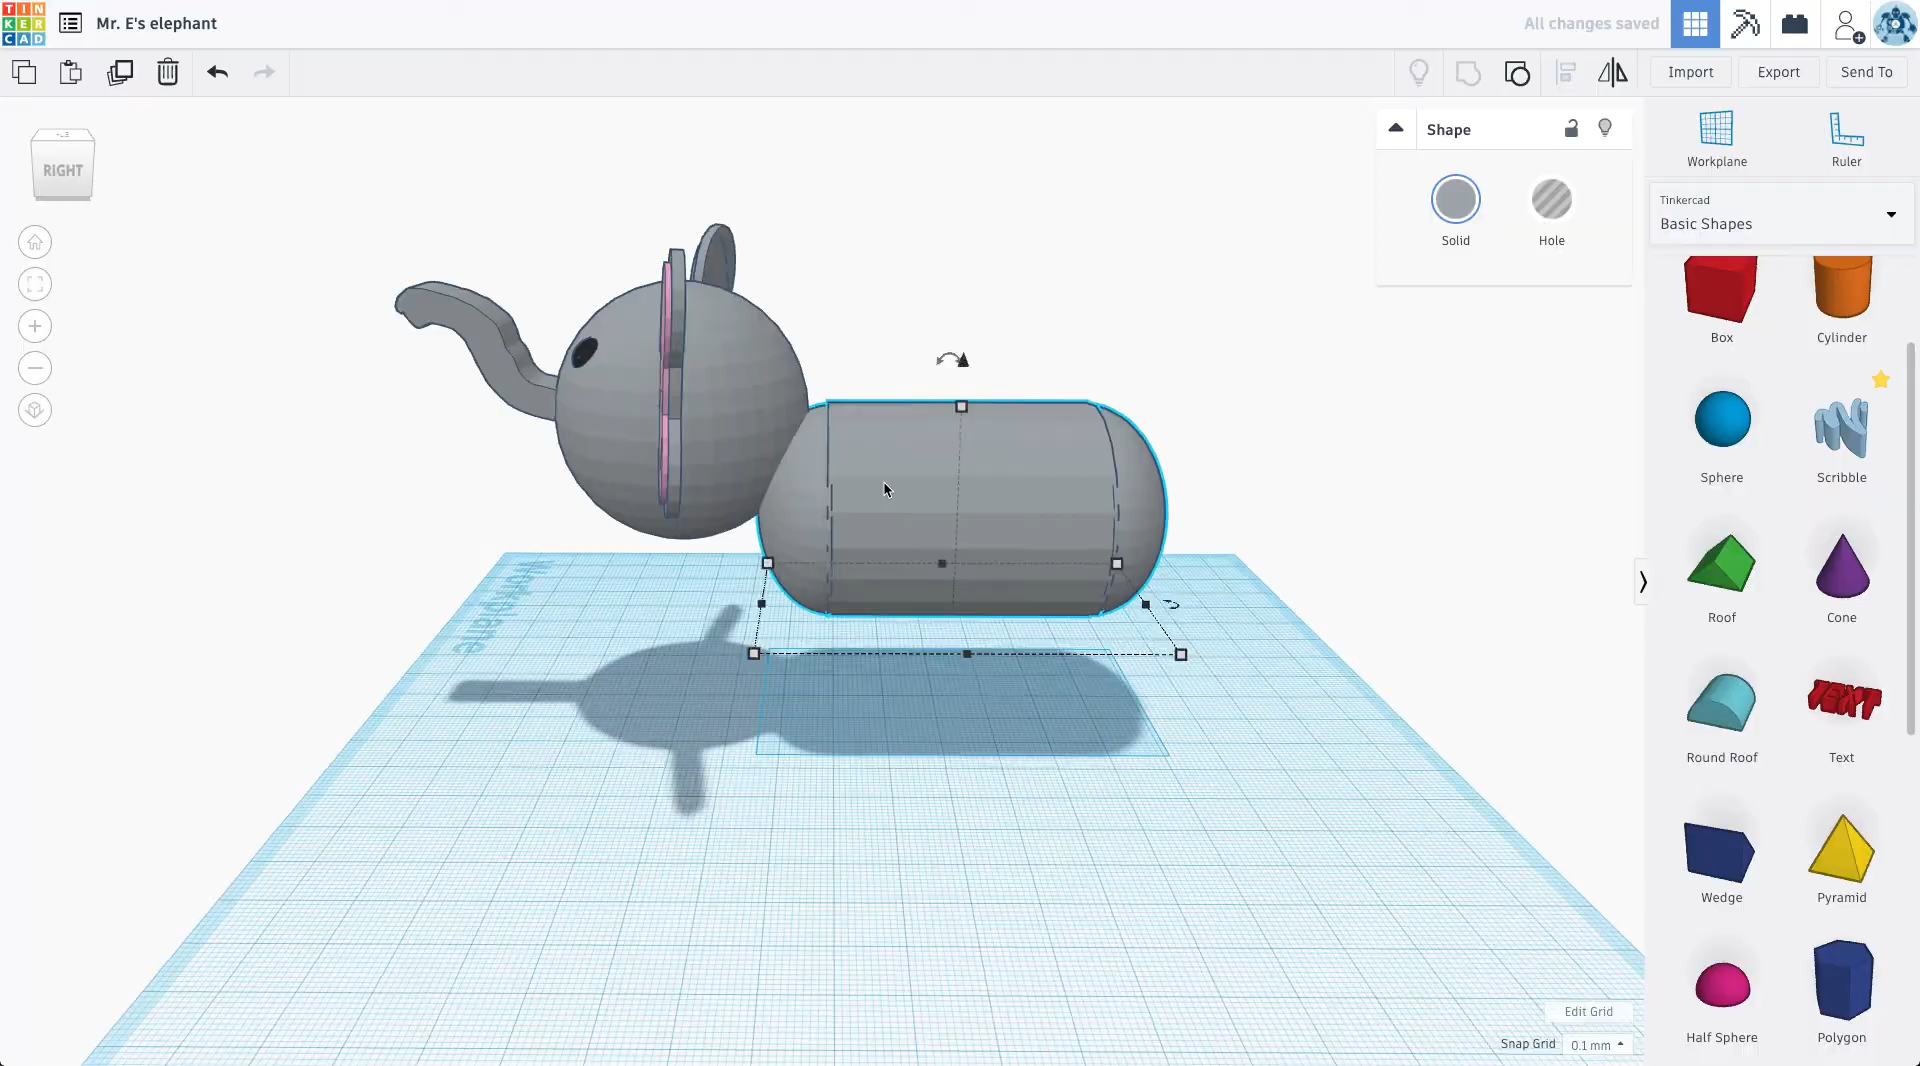 TIN
KER
CAD
Mr. E's elephant
All changes saved
Import
Export
Send To
RIGHT
Shape
Solid
Hole
Workplane
Ruler
Tinkercad
Basic Shapes
Box
Cylinder
Sphere
Scribble
Roof
Cone
Round Roof
TEXT
Text
Wedge
Pyramid
Half Sphere
Polygon
Workplane
Edit Grid
Snap Grid
0.1 mm